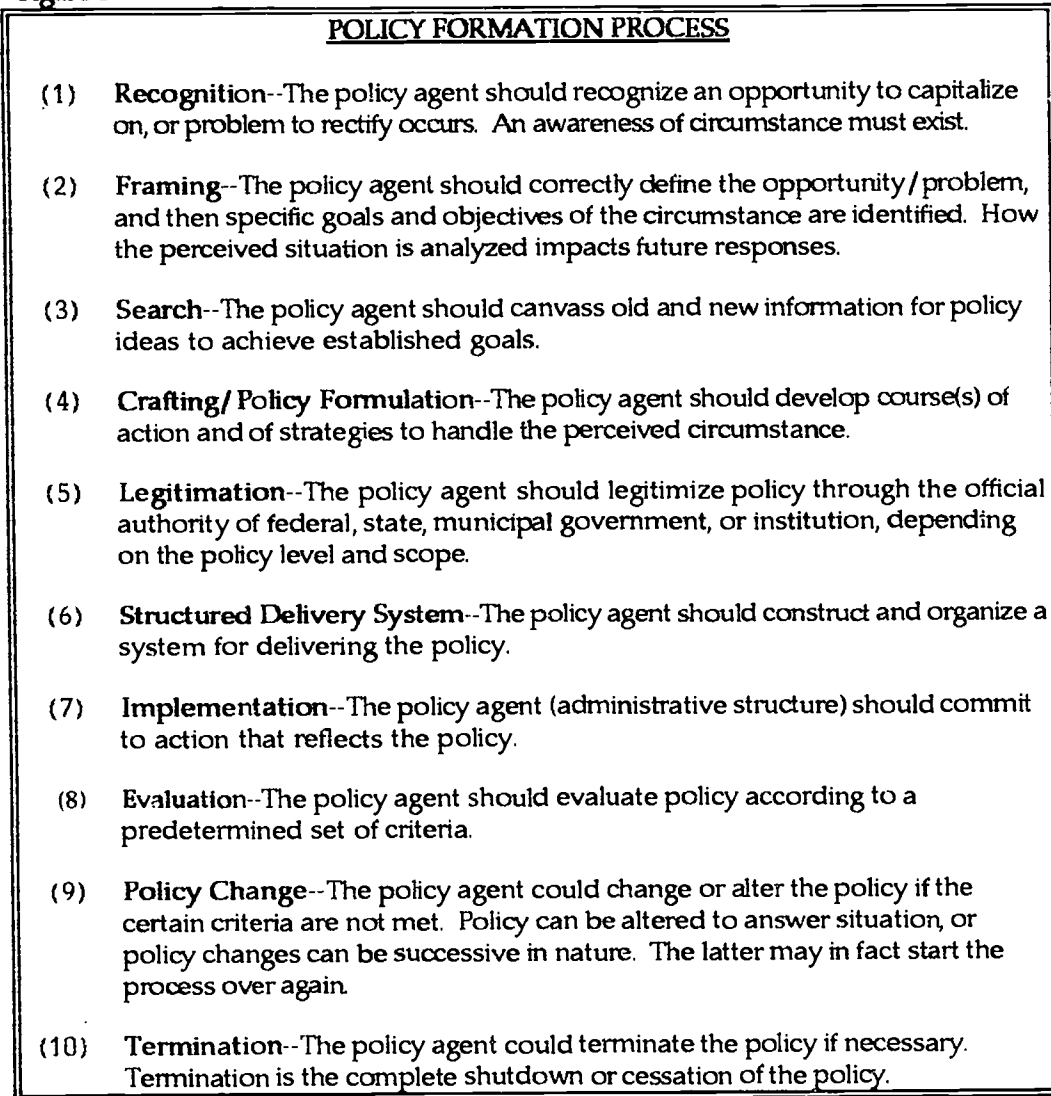 POLICY FORMATION PROCESS
(1) Recognition--The policy agent should recognize an opportunity to capitalize
on, or problem to rectify occurs. An awareness of circumstance must exist.
(2) Framing--The policy agent should correctly define the opportunity/problem,
and then specific goals and objectives of the circumstance are identified. How
the perceived situation is analyzed impacts future responses.
(3) Search--The policy agent should canvass old and new information for policy
ideas to achieve established goals.
(4) Crafting/Policy Formulation--The policy agent should develop course(s) of
action and of strategies to handle the perceived circumstance.
(5) Legitimation--The policy agent should legitimize policy through the official
authority of federal, state, municipal government, or institution, depending
on the policy level and scope.
(6) Structured Delivery System--The policy agent should construct and organize a
system for delivering the policy.
(7) Implementation--The policy agent (administrative structure) should commit
to action that reflects the policy.
(8) Evaluation--The policy agent should evaluate policy according to a
predetermined set of criteria.
(9) Policy Change--The policy agent could change or alter the policy if the
certain criteria are not met. Policy can be altered to answer situation, or
policy changes can be successive in nature. The latter may in fact start the
process over again.
(10) Termination--The policy agent could terminate the policy if necessary.
Termination is the complete shutdown or cessation of the policy.